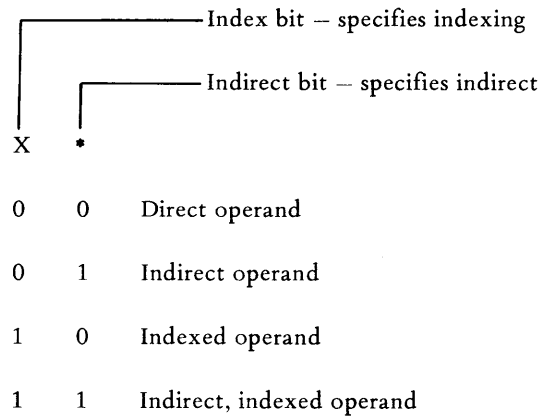 Index bit — specifies indexing
Indirect bit — specifies indirect
X *
0 0 Direct operand
0 1 Indirect operand
1 0 Indexed operand
1 1 Indirect, indexed operand